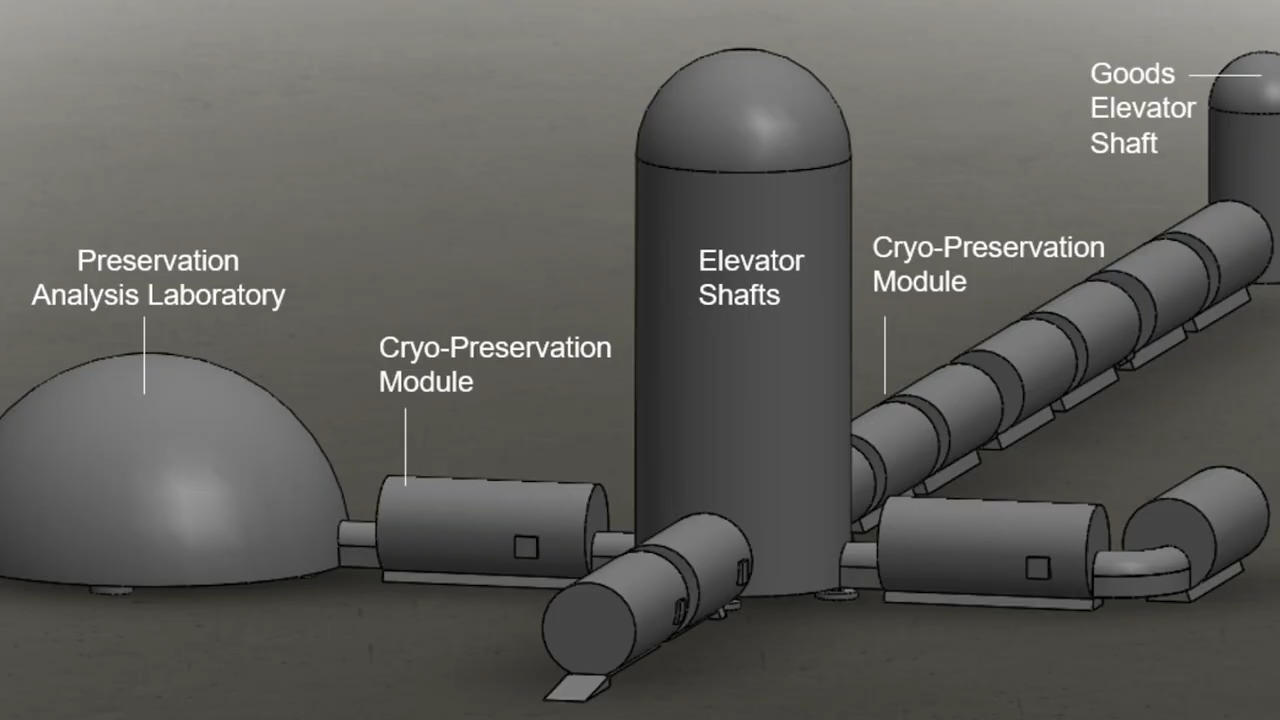 Goods
Elevator
Shaft
Preservation
Analysis Laboratory
Cryo-Preservation
Module
Elevator
Shafts
Cryo-Preservation
Module